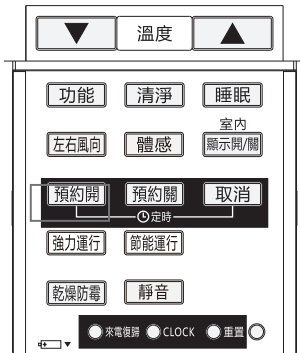 溫度
功能 清淨 睡眠
室內
左右風向 體感 顯示開/關
預約開 預約關 取消
定時
強力運行 節能運行
乾燥防霉 靜音
來電復歸 CLOCK 重置